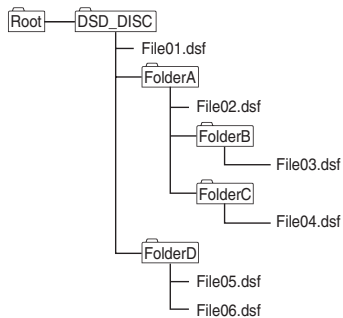 Root DSD_DISC
File01.dsf
FolderA
File02.dsf
FolderB
File03.dsf
FolderC
File04.dsf
FolderD
File05.dsf
File06.dsf